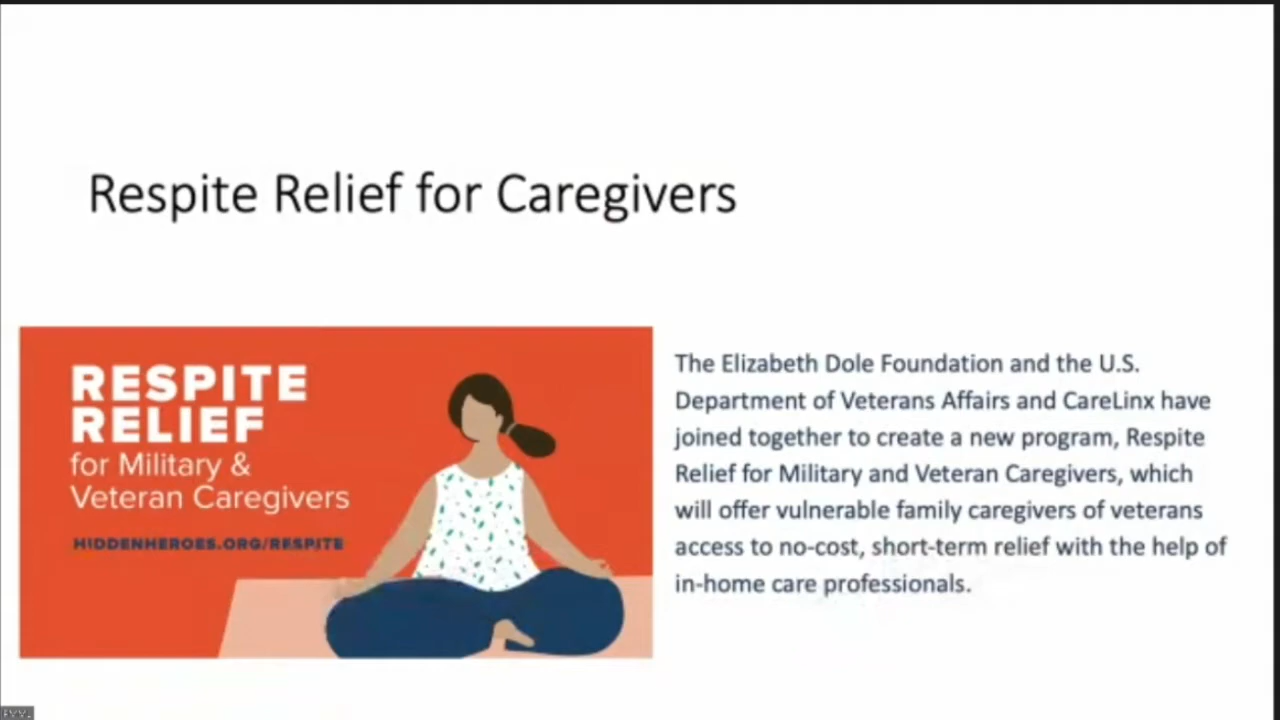 Respite Relief for Caregivers
RESPITE
RELIEF
for Military &
Veteran Caregivers
HIDDENHEROES.ORG/RESPITE
The Elizabeth Dole Foundation and the U.S.
Department of Veterans Affairs and CareLinx have
joined together to create a new program, Respite
Relief for Military and Veteran Caregivers, which
will offer vulnerable family caregivers of veterans
access to no-cost, short-term relief with the help of
in-home care professionals.